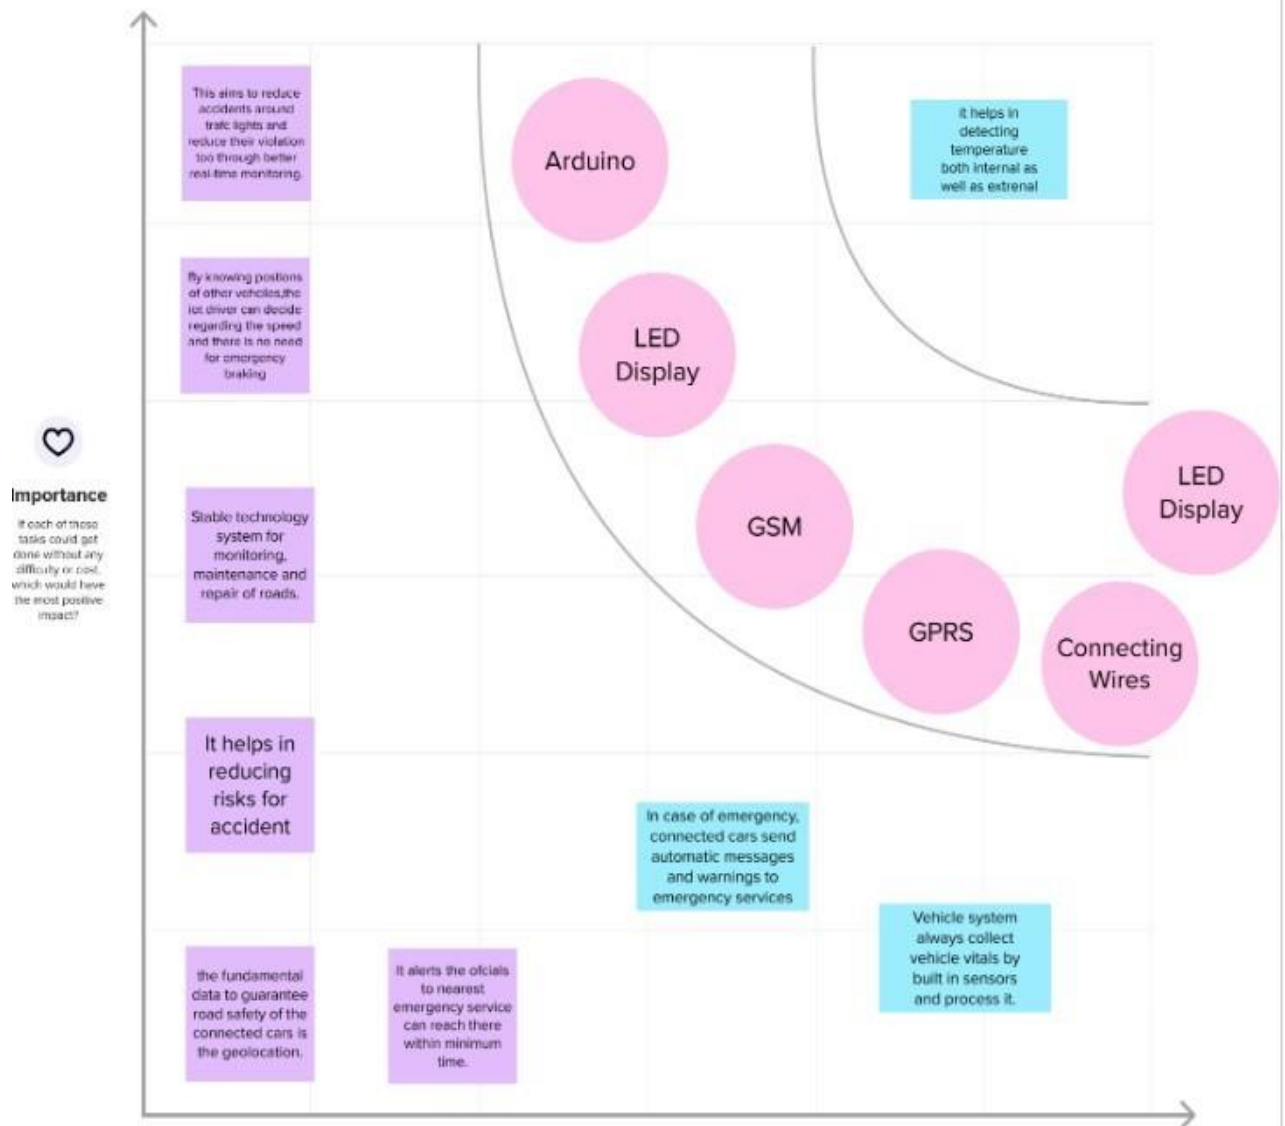 This aims to reduce
accidents around
trafc lights and
reduce their violation
too through better
real-time monitoring.
Arduino
it helps in
detecting
temperature
both internal as
well as extrenal
By knowing postions
of other vehciles,the
iot driver can decide
regarding the speed
and there is no need
for emergency
braking
LED
Display
Importance
If each of these
tasks could get
done without any
difficulty or cost,
which would have
the most positive
impact?
Stable technology
system for
monitoring,
maintenance and
repair of roads.
GSM
LED
Display
GPRS
Connecting
Wires
It helps in
reducing
risks for
accident
In case of emergency,
connected cars send
automatic messages
and warnings to
emergency services
Vehicle system
always collect
vehicle vitals by
built in sensors
and process it.
the fundamental
data to guarantee
road safety of the
connected cars is
the geolocation.
It alerts the ofcials
to nearest
emergency service
can reach there
within minimum
time.